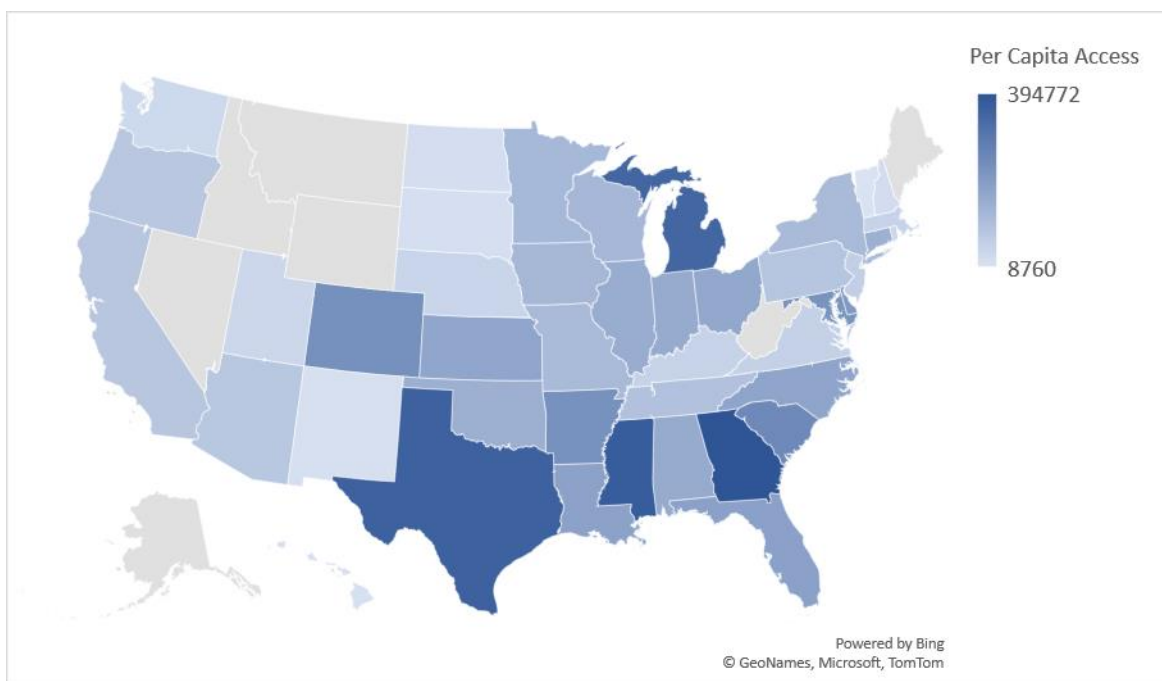 Per Capita Access
394772
8760
Powered by Bing
© GeoNames, Microsoft, TomTom